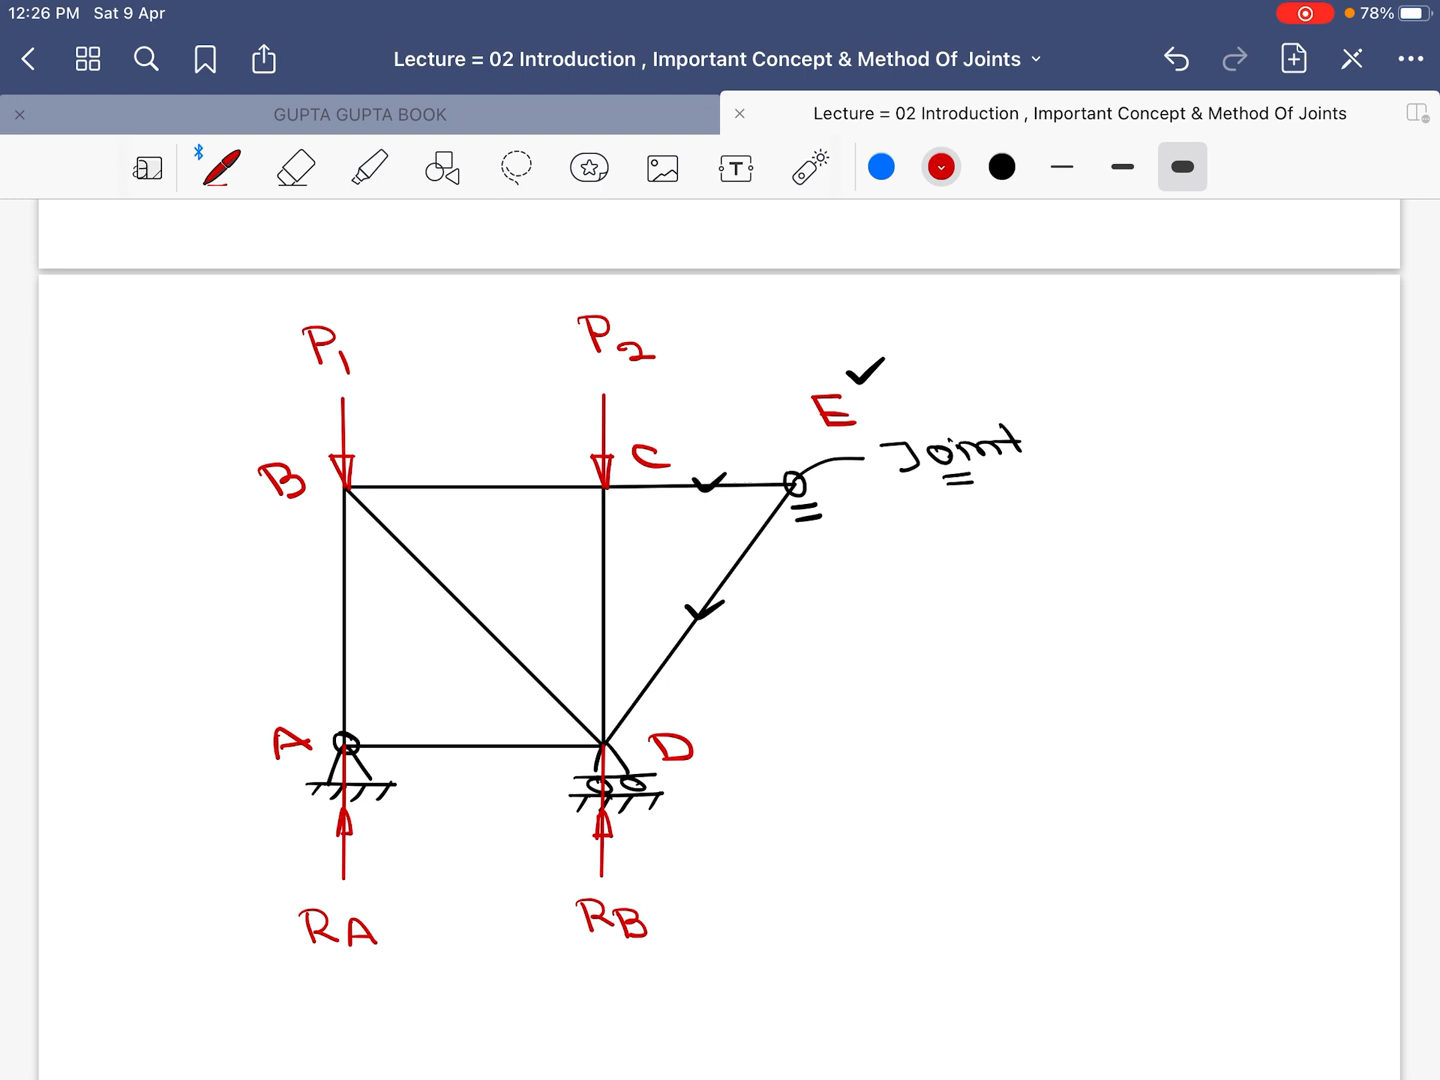 12:26 PM Sat 9 Apr
78%
Lecture = 02 Introduction , Important Concept & Method Of Joints
GUPTA GUPTA BOOK
Lecture = 02 Introduction , Important Concept & Method Of Joints
T
P1
P2
E
Joint
B
C
A
D
RA
RB